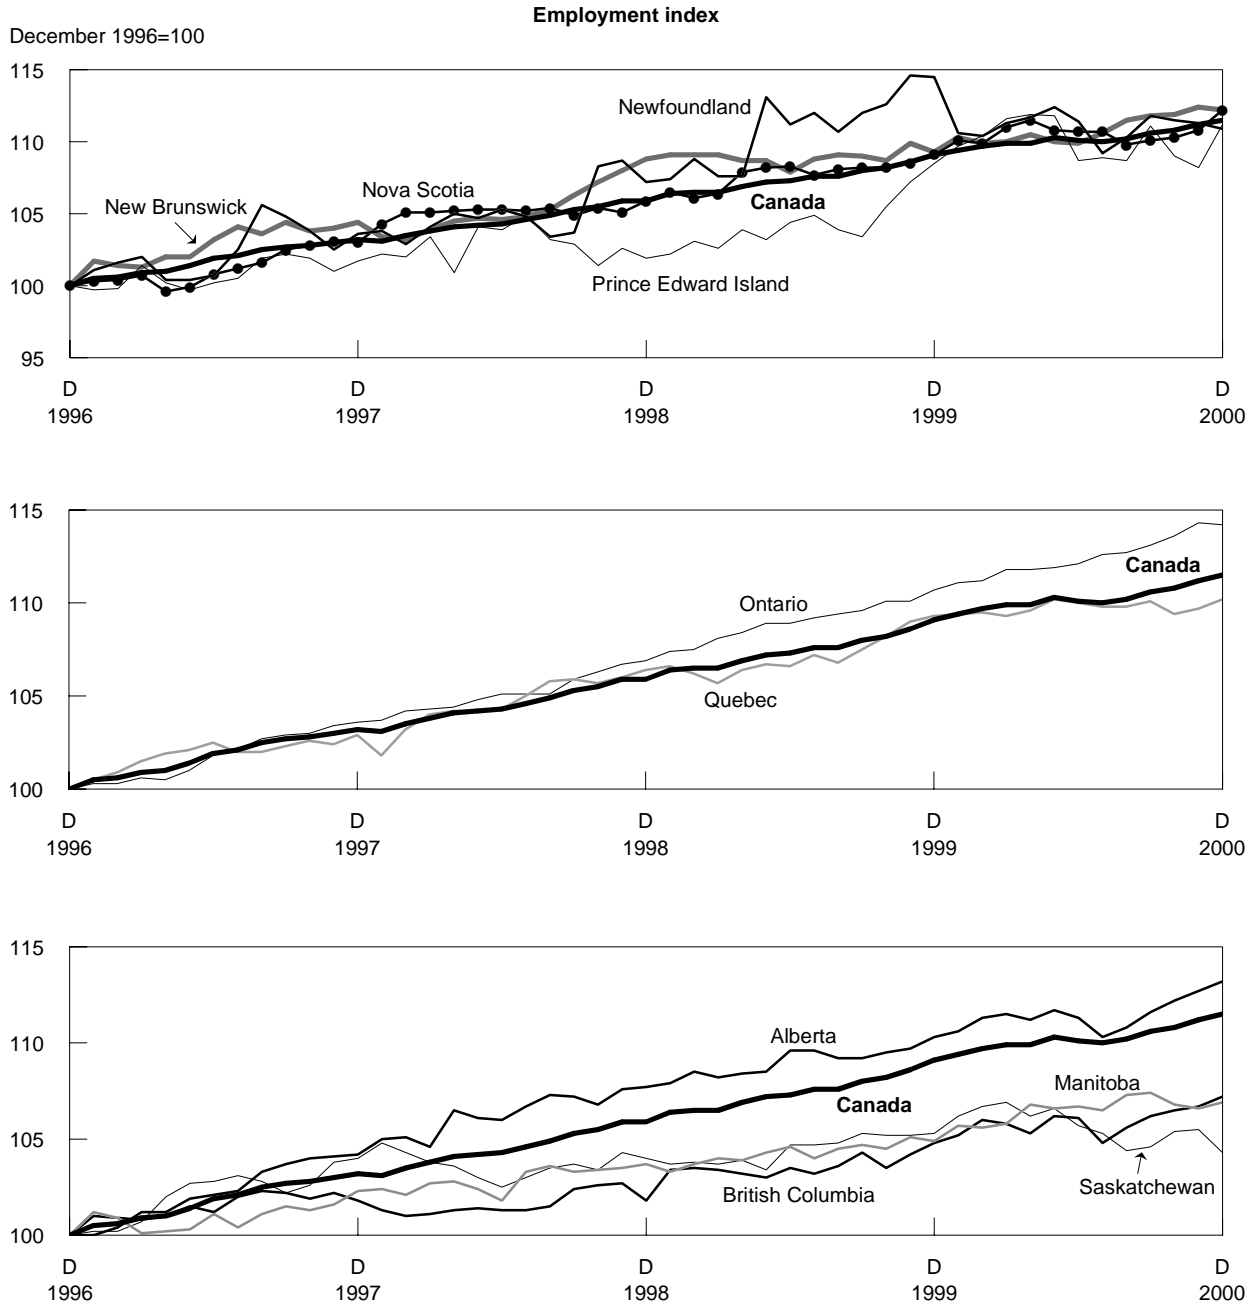 Employment index
December 1996=100
115
110
105
100
95
Newfoundland
Nova Scotia
New Brunswick
Canada
Prince Edward Island
D D D D D
1996 1997 1998 1999 2000
115
110
105
100
Canada
Ontario
Quebec
D D D D D
1996 1997 1998 1999 2000
115
110
105
100
Alberta
Manitoba
Canada
British Columbia
Saskatchewan
D D D D D
1996 1997 1998 1999 2000